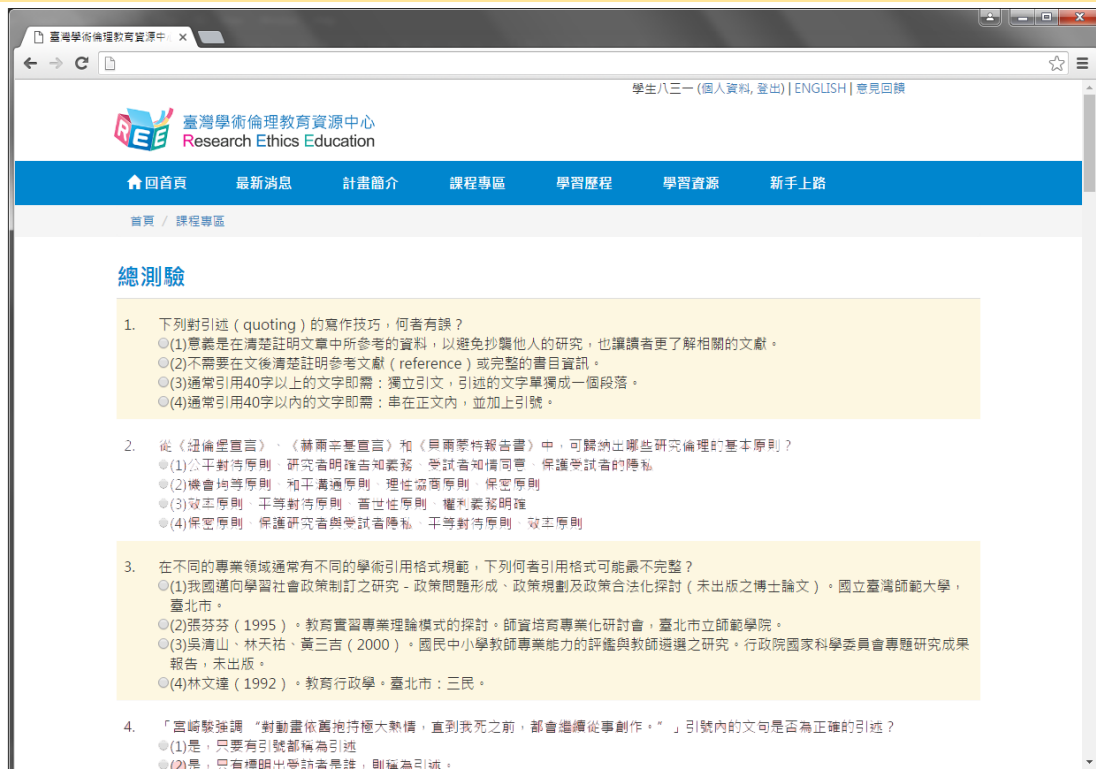 臺灣學術倫理教育資源中
學生八三一 (個人資料, 登出) | ENGLISH | 意見回饋
REE 臺灣學術倫理教育資源中心
Research Ethics Education
回首頁 最新消息 計畫簡介 課程專區 學習歷程 學習資源 新手上路
首頁 / 課程專區
總測驗
1. 下列對引述（quoting）的寫作技巧，何者有誤？
(1)意義是在清楚註明文章中所參考的資料，以避免抄襲他人的研究，也讓讀者更了解相關的文獻。
(2)不需要在文後清楚註明參考文獻（reference）或完整的書目資訊。
(3)通常引用40字以上的文字即需：獨立引文，引述的文字單獨成一個段落。
(4)通常引用40字以內的文字即需：串在正文內，並加上引號。
2. 從《紐倫堡宣言》、《赫爾辛基宣言》和《貝爾蒙特報告書》中，可歸納出哪些研究倫理的基本原則？
(1)公平對待原則、研究者明確告知義務、受試者知情同意、保護受試者的隱私
(2)機會均等原則、和平溝通原則、理性協商原則、保密原則
(3)效率原則、平等對待原則、普世性原則、權利義務明確
(4)保密原則、保護研究者與受試者隱私、平等對待原則、效率原則
3. 在不同的專業領域通常有不同的學術引用格式規範，下列何者引用格式可能最不完整？
(1)我國邁向學習社會政策制訂之研究 - 政策問題形成、政策規劃及政策合法化探討（未出版之博士論文）。國立臺灣師範大學，
臺北市。
(2)張芬芬（1995）。教育實習專業理論模式的探討。師資培育專業化研討會，臺北市立師範學院。
(3)吳清山、林天祐、黃三吉（2000）。國民中小學教師專業能力的評鑑與教師遴選之研究。行政院國家科學委員會專題研究成果
報告，未出版。
(4)林文達（1992）。教育行政學。臺北市：三民。
4. 「宮崎駿強調 “對動畫依舊抱持極大熱情，直到我死之前，都會繼續從事創作。”」引號內的文句是否為正確的引述？
(1)是，只要有引號都稱為引述
(2)是，只有標明出受訪者是誰，則稱為引述。